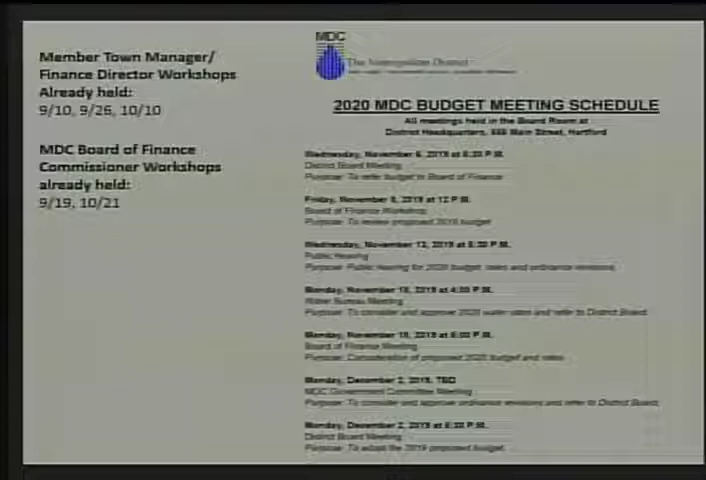 Member Town Manager/
Finance Director Workshops
Already held:
9/10, 9/26, 10/10
MDC Board of Finance
Commissioner Workshops
already held:
9/19, 10/21
MDC
The Metropolitan District
2020 MDC BUDGET MEETING SCHEDULE
All meetings held in the Board Room at
District Headquarters, 555 Main Street, Hartford
Wednesday, November 6, 2019 at 5:30 P.M.
District Board Meeting
Purpose: To refer budget to Board of Finance
Friday, November 8, 2019 at 12 P.M.
Board of Finance Workshop
Purpose: To review proposed 2019 budget
Wednesday, November 13, 2019 at 5:30 P.M.
Public Hearing
Purpose: Public Hearing for 2020 budget, rates and ordinance revisions
Monday, November 18, 2019 at 4:00 P.M.
Water Bureau Meeting
Purpose: To consider and approve 2020 water rates and refer to District Board
Monday, November 18, 2019 at 5:00 P.M.
Board of Finance Meeting
Purpose: Consideration of proposed 2020 budget and rates
Monday, December 2, 2019, TBD
MDC Government Committee Meeting
Purpose: To consider and approve ordinance revisions and refer to District Board
Monday, December 2, 2019 at 5:30 P.M.
District Board Meeting
Purpose: To adopt the 2019 proposed budget